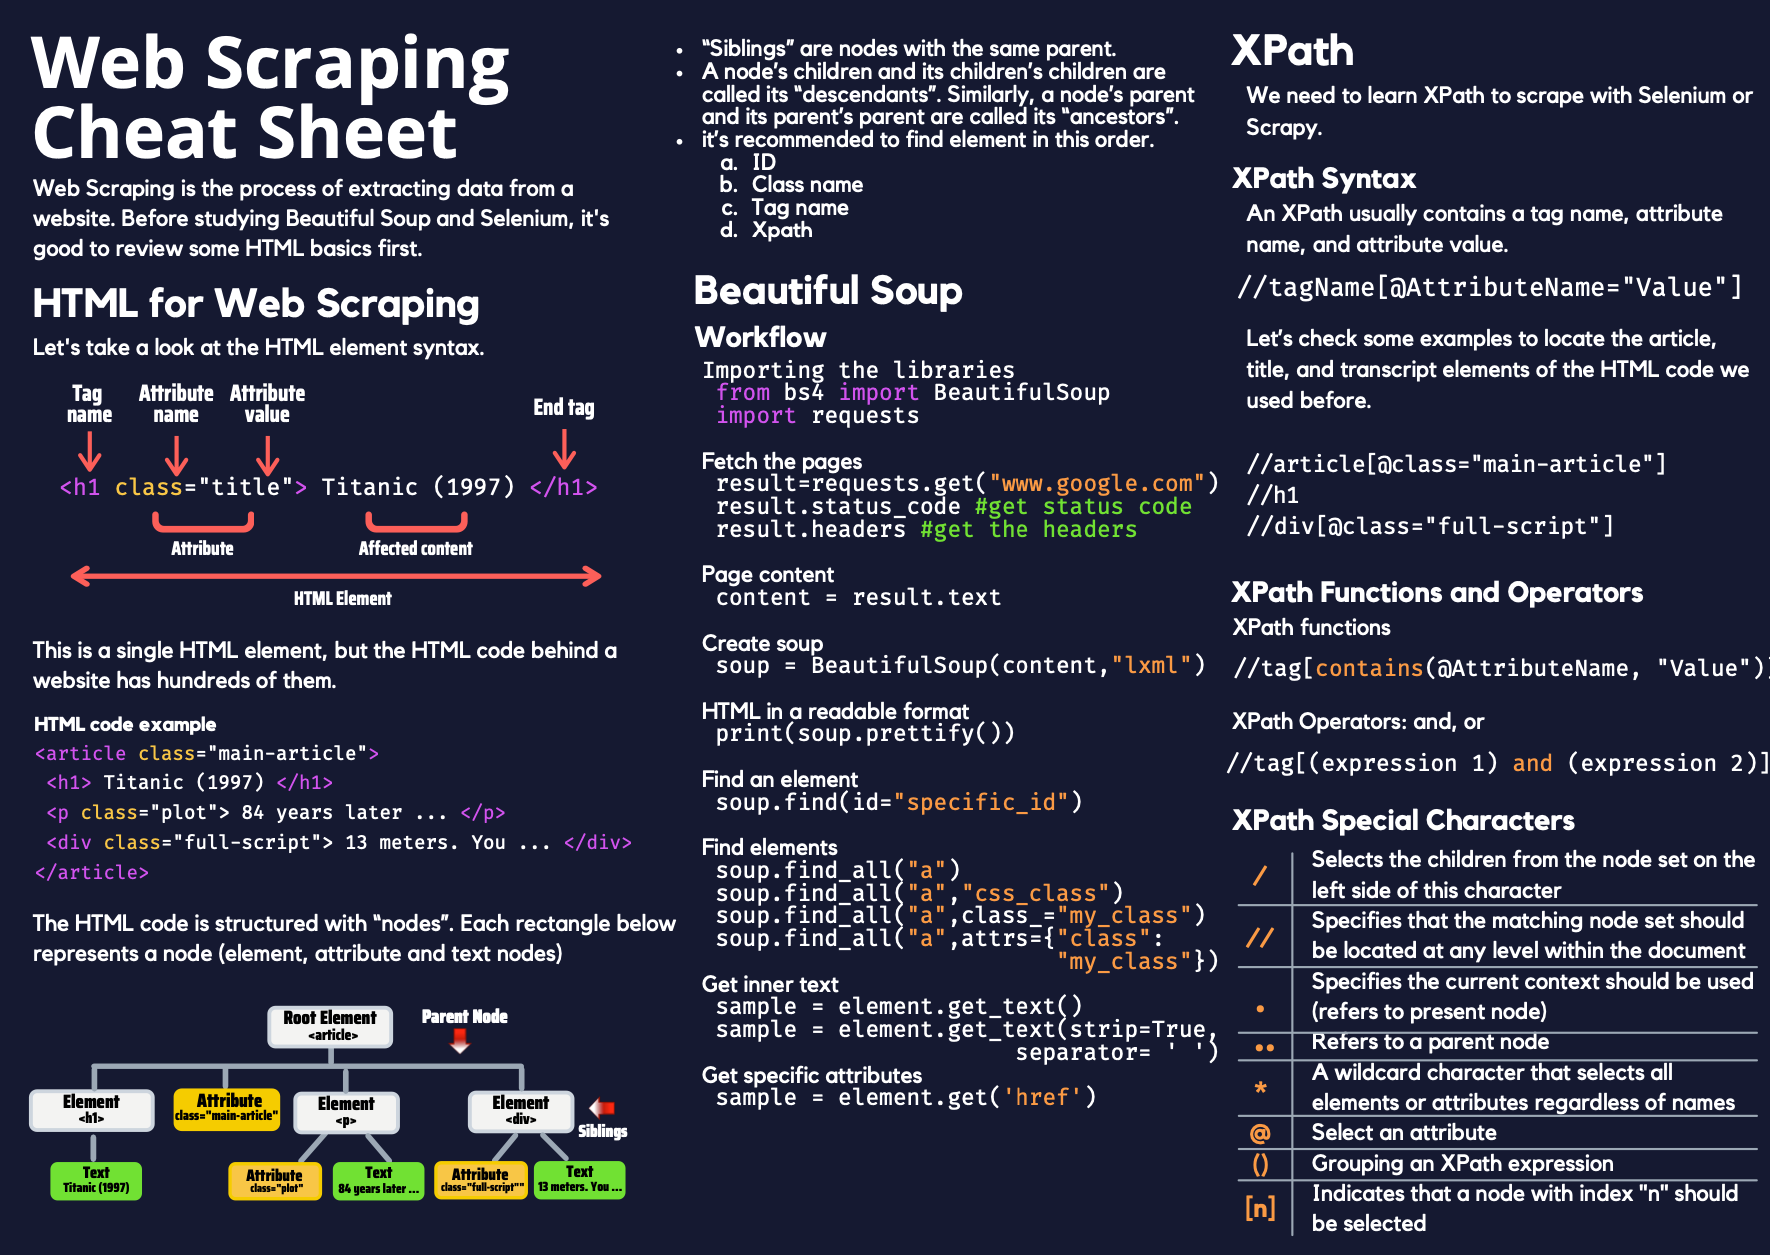 Web Scraping
Cheat Sheet
Web Scraping is the process of extracting data from a
website. Before studying Beautiful Soup and Selenium, it's
good to review some HTML basics first.
HTML for Web Scraping
Let's take a look at the HTML element syntax.
Tag name
Attribute name
Attribute value
End tag
<h1 class="title"> Titanic (1997) </h1>
Attribute
Affected content
HTML Element
This is a single HTML element, but the HTML code behind a
website has hundreds of them.
HTML code example
<article class="main-article">
<h1> Titanic (1997) </h1>
<p class="plot"> 84 years later ... </p>
<div class="full-script"> 13 meters. You ... </div>
</article>
The HTML code is structured with “nodes”. Each rectangle below
represents a node (element, attribute and text nodes)
Root Element
<article>
Parent Node
Element
<h1>
Attribute
class="main-article"
Element
<p>
Element
<div>
Siblings
Text
Titanic (1997)
Attribute
class="plot"
Text
84 years later ...
Attribute
class="full-script""
Text
13 meters. You ...
• “Siblings” are nodes with the same parent.
• A node’s children and its children’s children are
called its “descendants”. Similarly, a node’s parent
and its parent’s parent are called its “ancestors”.
• it’s recommended to find element in this order.
a. ID
b. Class name
c. Tag name
d. Xpath
Beautiful Soup
Workflow
Importing the libraries
from bs4 import BeautifulSoup
import requests
Fetch the pages
result=requests.get("www.google.com")
result.status_code #get status code
result.headers #get the headers
Page content
content = result.text
Create soup
soup = BeautifulSoup(content,"lxml")
HTML in a readable format
print(soup.prettify())
Find an element
soup.find(id="specific_id")
Find elements
soup.find_all("a")
soup.find_all("a","css_class")
soup.find_all("a",class_="my_class")
soup.find_all("a",attrs={"class":
"my_class"})
Get inner text
sample = element.get_text()
sample = element.get_text(strip=True,
separator= ' ')
Get specific attributes
sample = element.get('href')
XPath
We need to learn XPath to scrape with Selenium or
Scrapy.
XPath Syntax
An XPath usually contains a tag name, attribute
name, and attribute value.
//tagName[@AttributeName="Value"]
Let’s check some examples to locate the article,
title, and transcript elements of the HTML code we
used before.
//article[@class="main-article"]
//h1
//div[@class="full-script"]
XPath Functions and Operators
XPath functions
//tag[contains(@AttributeName, "Value")]
XPath Operators: and, or
//tag[(expression 1) and (expression 2)]
XPath Special Characters
/ Selects the children from the node set on the
left side of this character
// Specifies that the matching node set should
be located at any level within the document
. Specifies the current context should be used
(refers to present node)
.. Refers to a parent node
* A wildcard character that selects all
elements or attributes regardless of names
@ Select an attribute
() Grouping an XPath expression
[n] Indicates that a node with index "n" should
be selected